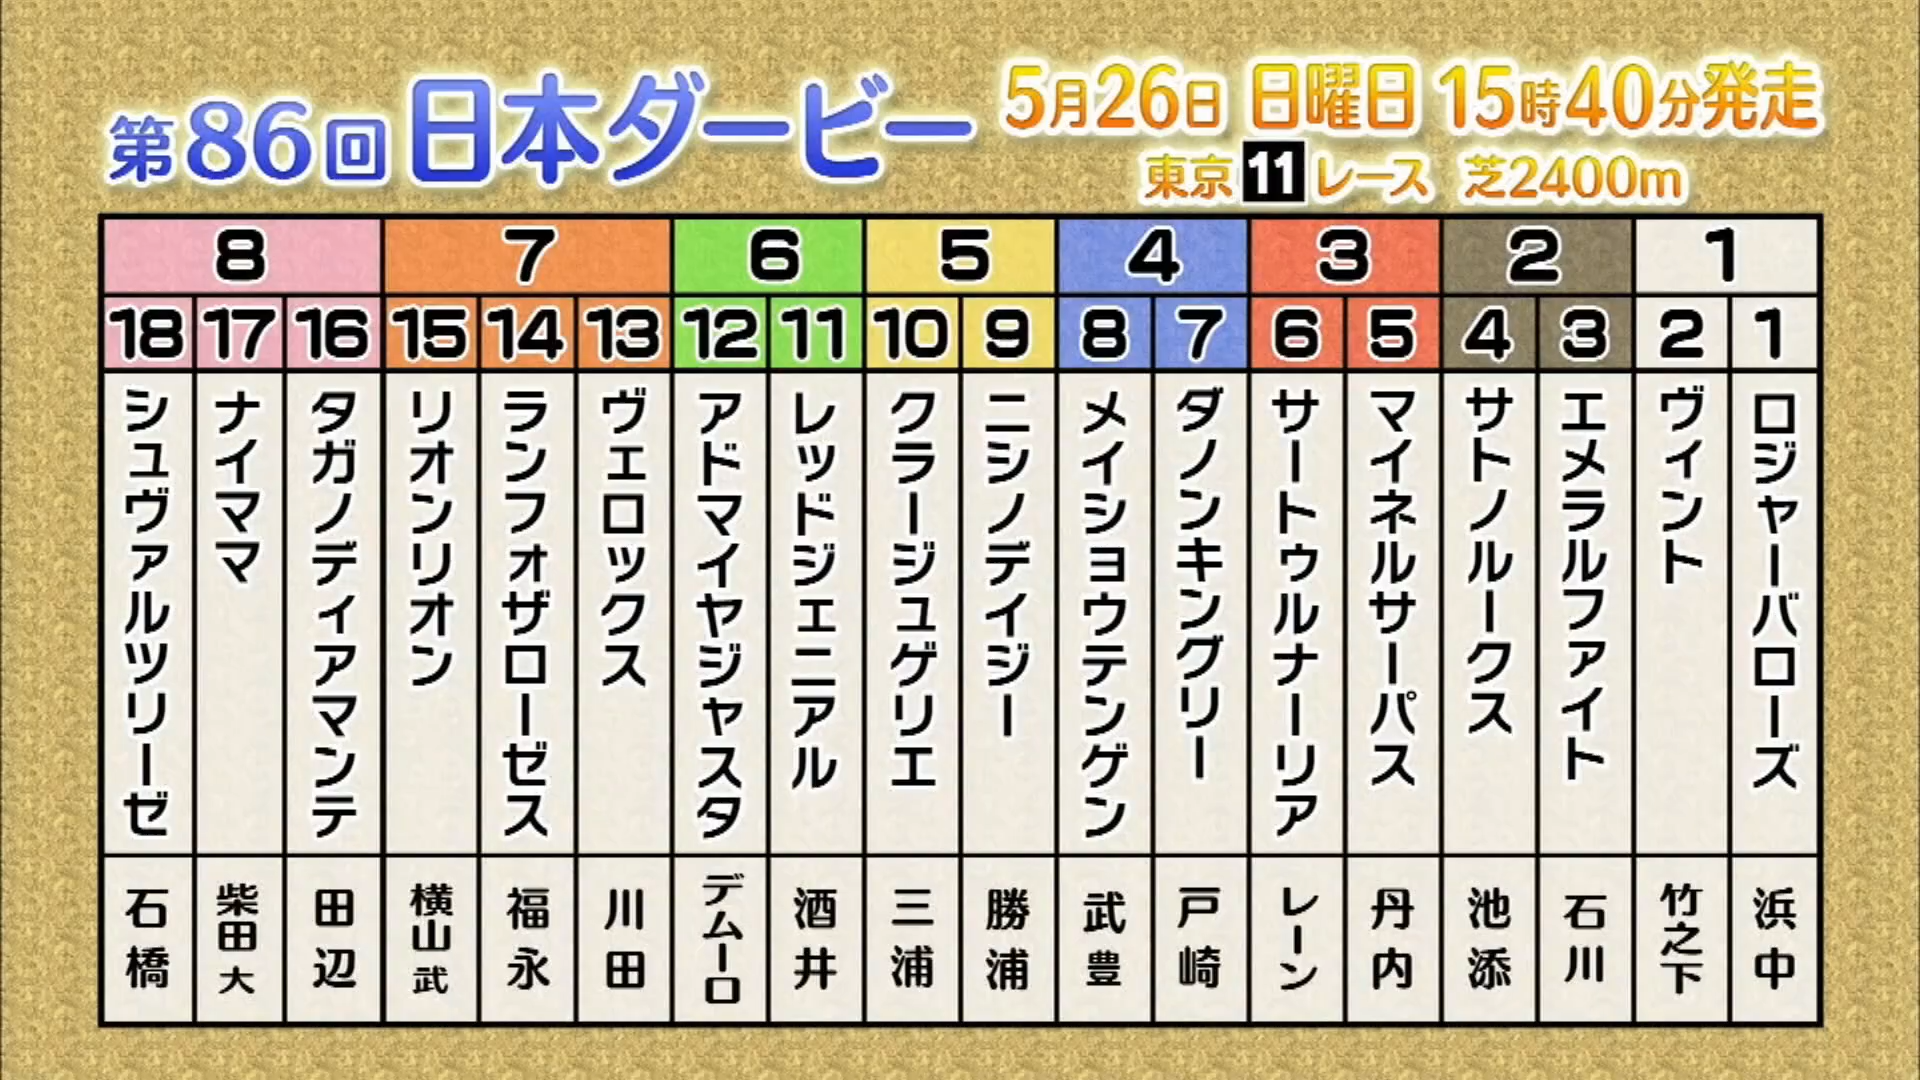 第86回 日本ダービー
5月26日 日曜日 15時40分発走
東京11レース 芝2400m
8 7 6 5 4 3 2 1
18 17 16 15 14 13 12 11 10 9 8 7 6 5 4 3 2 1
ロジャーバローズ
ヴィント
エメラルファイト
サトノルークス
マイネルサーパス
サートゥルナーリア
ダノンキングリー
メイショウテンゲン
ニシノデイジー
クラージュゲリエ
レッドジェニアル
アドマイヤジャスタ
ヴェロックス
ランフォザローゼス
リオンリオン
タガノディアマンテ
ナイママ
シュヴァルツリーゼ
浜中
竹之下
石川
池添
丹内
レーン
戸崎
武豊
勝浦
三浦
酒井
デムーロ
川田
福永
横山武
田辺
柴田大
石橋